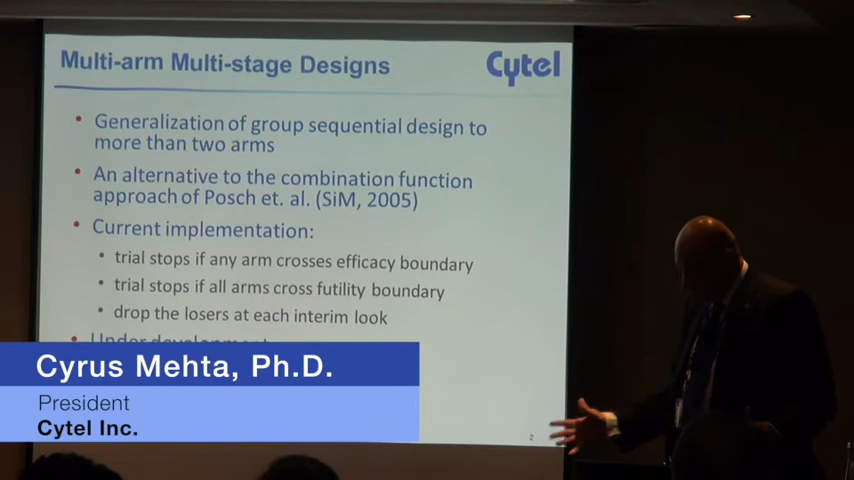 Multi-arm Multi-stage Designs
Cytel
• Generalization of group sequential design to
more than two arms
• An alternative to the combination function
approach of Posch et. al. (SiM, 2005)
• Current implementation:
• trial stops if any arm crosses efficacy boundary
• trial stops if all arms cross futility boundary
• drop the losers at each interim look
• Under development
Cyrus Mehta, Ph.D.
President
Cytel Inc.
2